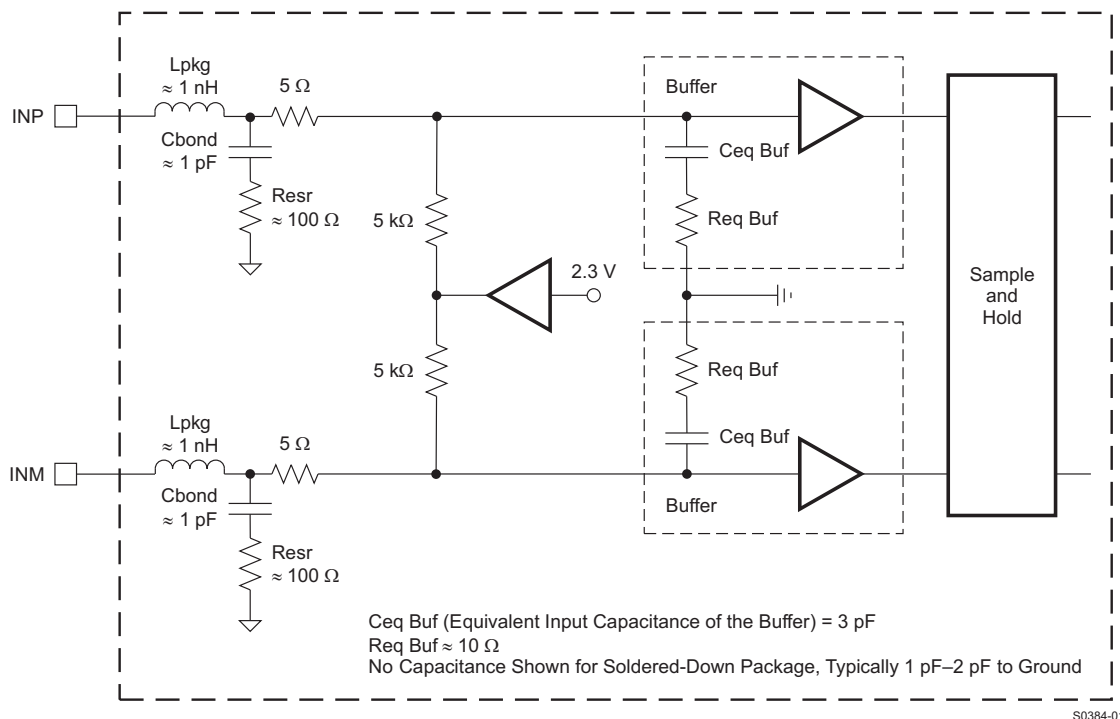 Lpkg
≈ 1 nH
5 Ω
INP
Cbond
≈ 1 pF
Resr
≈ 100 Ω
Buffer
Ceq Buf
Req Buf
5 kΩ
2.3 V
Sample
and
Hold
5 kΩ
Req Buf
Ceq Buf
Buffer
Lpkg
≈ 1 nH
5 Ω
INM
Cbond
≈ 1 pF
Resr
≈ 100 Ω
Ceq Buf (Equivalent Input Capacitance of the Buffer) = 3 pF
Req Buf ≈ 10 Ω
No Capacitance Shown for Soldered-Down Package, Typically 1 pF–2 pF to Ground